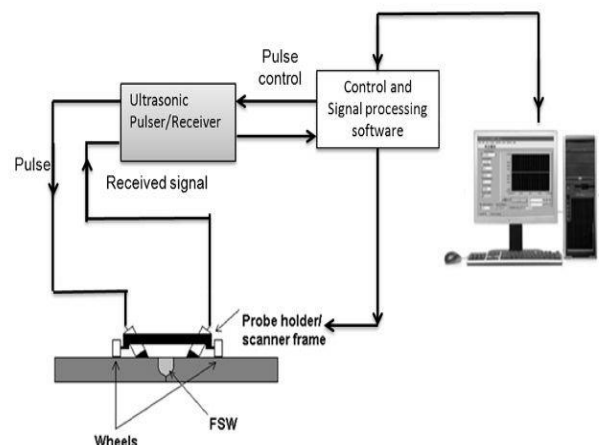 Pulse
control
Ultrasonic
Pulser/Receiver
Control and
Signal processing
software
Pulse
Received signal
Probe holder/
scanner frame
FSW
Wheels